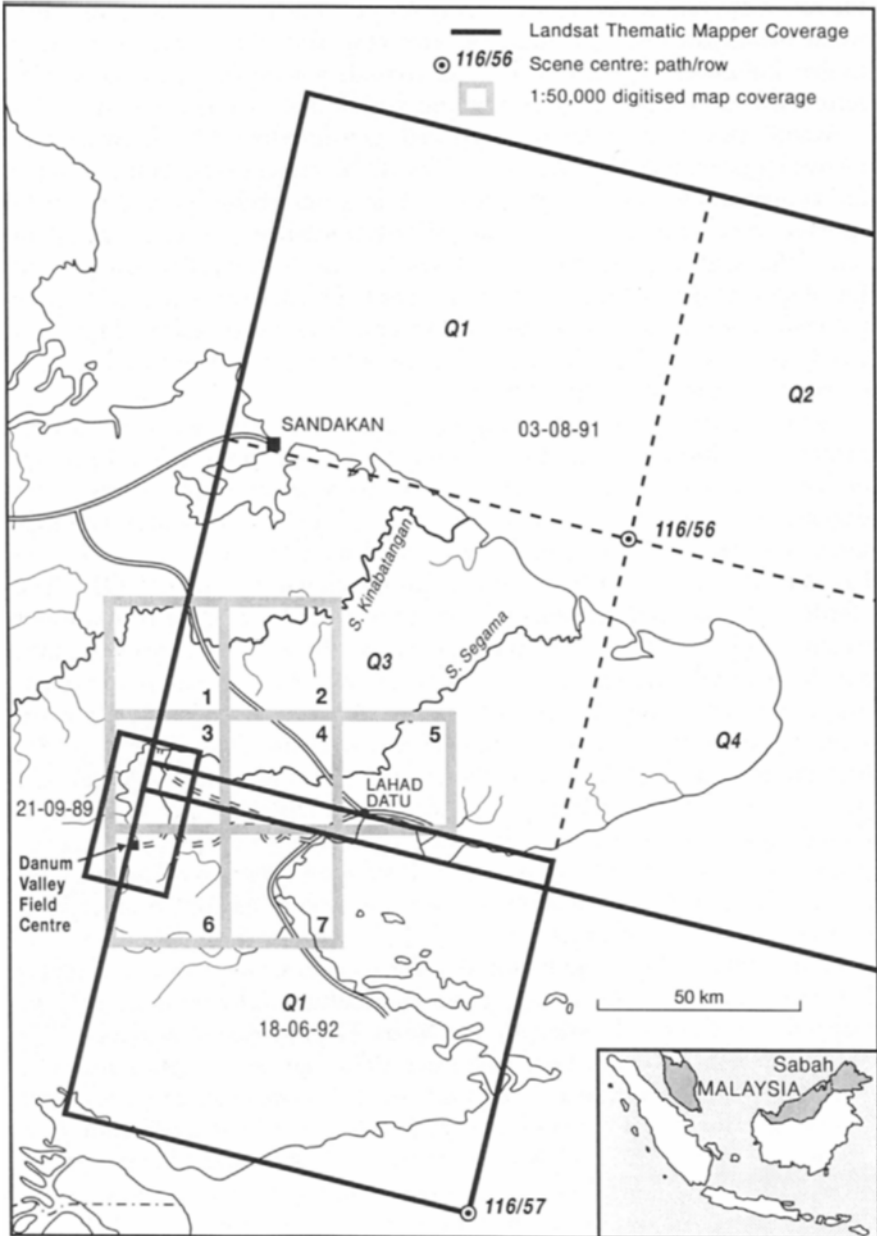 Landsat Thematic Mapper Coverage
116/56 Scene centre: path/row
1:50,000 digitised map coverage
Q1
Q2
SANDAKAN
03-08-91
116/56
S. Kinabatangan
S. Segama
Q3
1
2
3
4
5
Q4
21-09-89
LAHAD
DATU
Danum
Valley
Field
Centre
6
7
Q1
18-06-92
50 km
Sabah
MALAYSIA
116/57